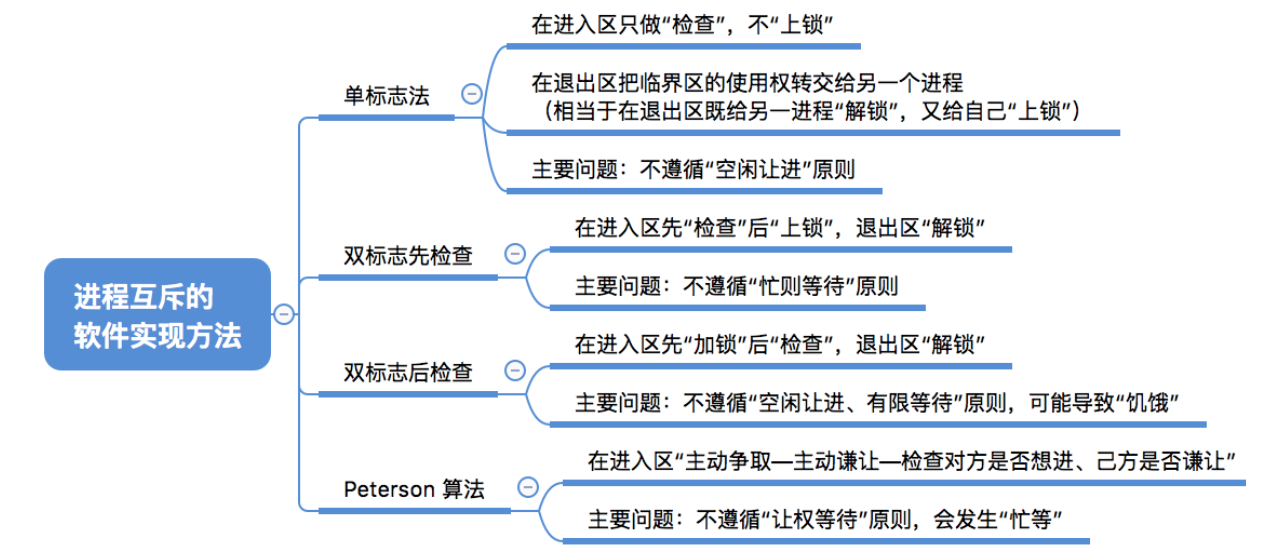 进程互斥的
软件实现方法
单标志法
在进入区只做“检查”，不“上锁”
在退出区把临界区的使用权转交给另一个进程
（相当于在退出区既给另一进程“解锁”，又给自己“上锁”）
主要问题：不遵循“空闲让进”原则
双标志先检查
在进入区先“检查”后“上锁”，退出区“解锁”
主要问题：不遵循“忙则等待”原则
双标志后检查
在进入区先“加锁”后“检查”，退出区“解锁”
主要问题：不遵循“空闲让进、有限等待”原则，可能导致“饥饿”
Peterson 算法
在进入区“主动争取—主动谦让—检查对方是否想进、己方是否谦让”
主要问题：不遵循“让权等待”原则，会发生“忙等”